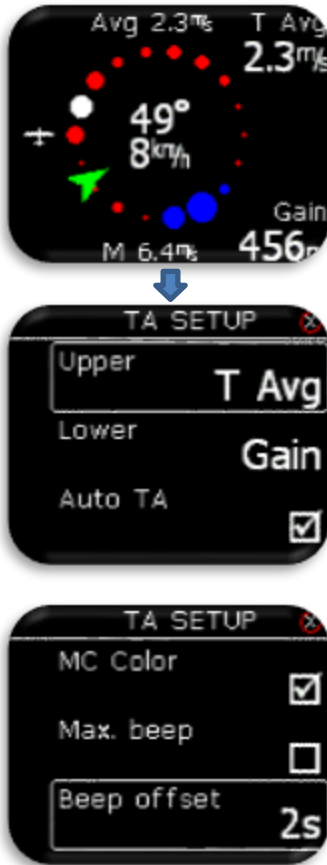 Avg 2.3m/s T Avg
2.3m/s
49°
8km/h
Gain
M 6.4m/s 456m
TA SETUP
Upper
T Avg
Lower
Gain
Auto TA
TA SETUP
MC Color
Max. beep
Beep offset
2s